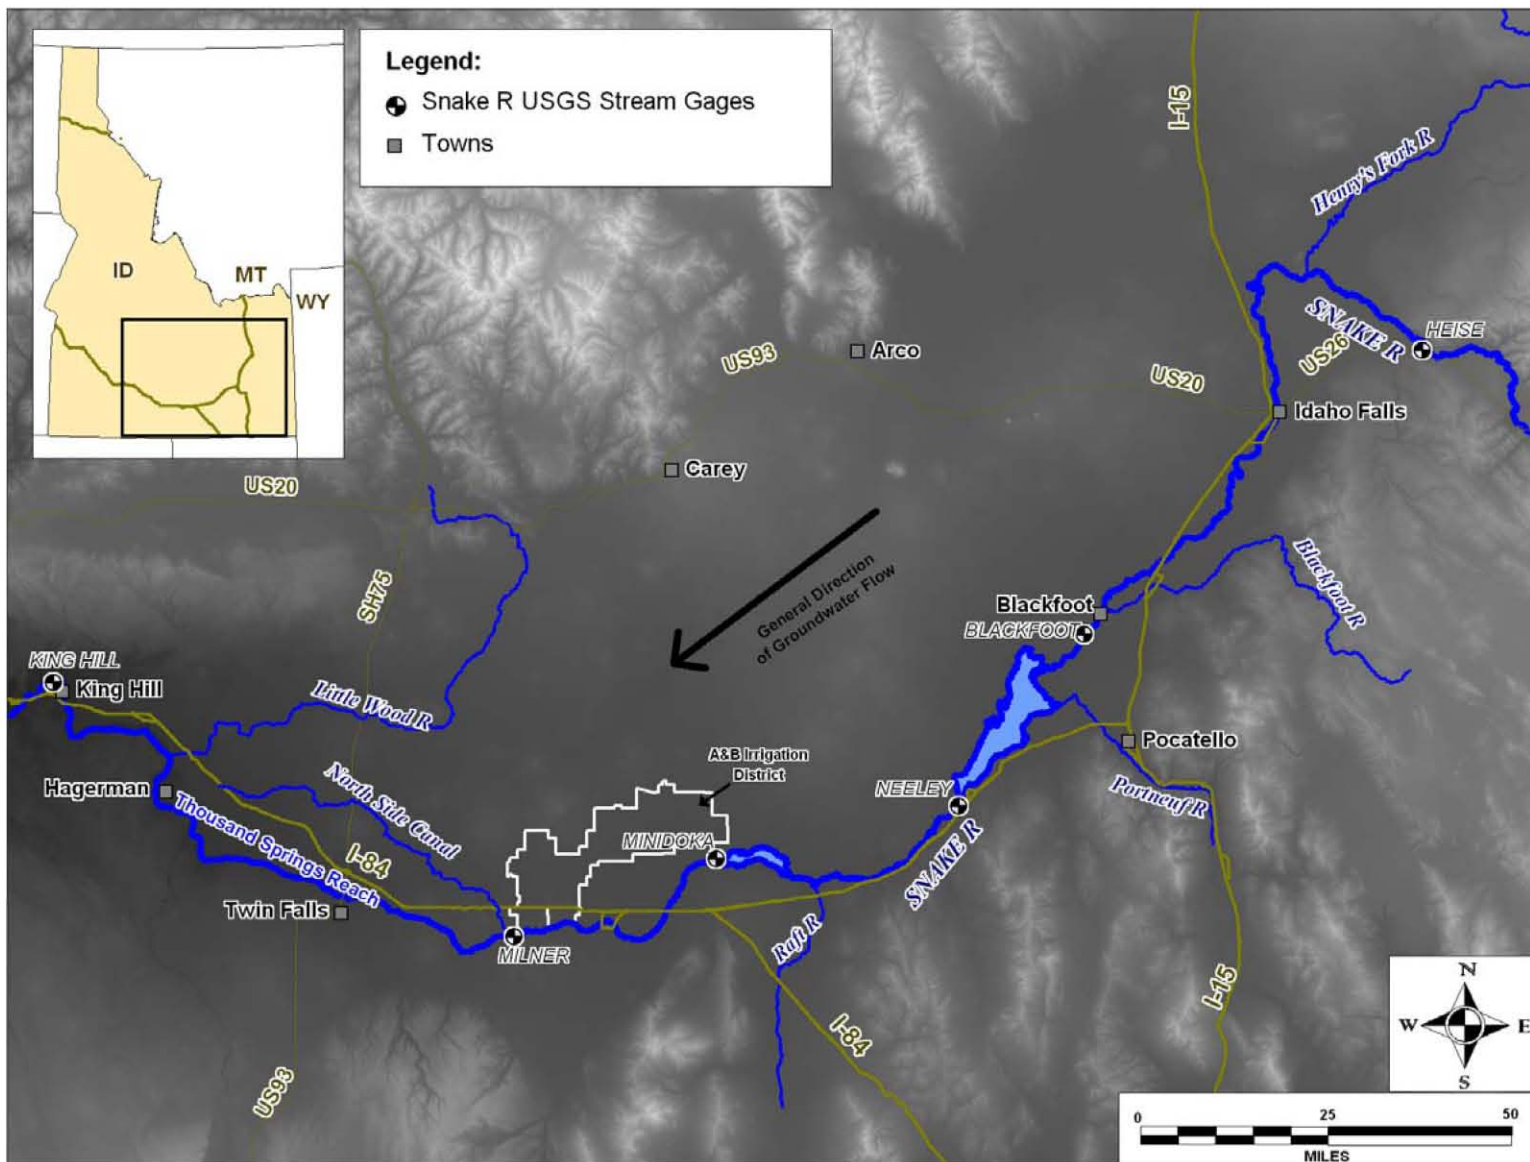 Legend:
Snake R USGS Stream Gages
Towns
ID
MT
WY
I-15
Henry's Fork R
SNAKE R
HEISE
US26
Arco
US93
US20
Idaho Falls
Carey
US20
General Direction
of Groundwater Flow
SH75
Blackfoot
BLACKFOOT
Blackfoot R
KING HILL
King Hill
Little Wood R
A&B Irrigation
District
Pocatello
Hagerman
North Side Canal
NEELEY
Portneuf R
Thousand Springs Reach
I-84
MINIDOKA
SNAKE R
Twin Falls
MILNER
Raft R
I-84
I-15
US93
N
W
E
S
0
25
50
MILES